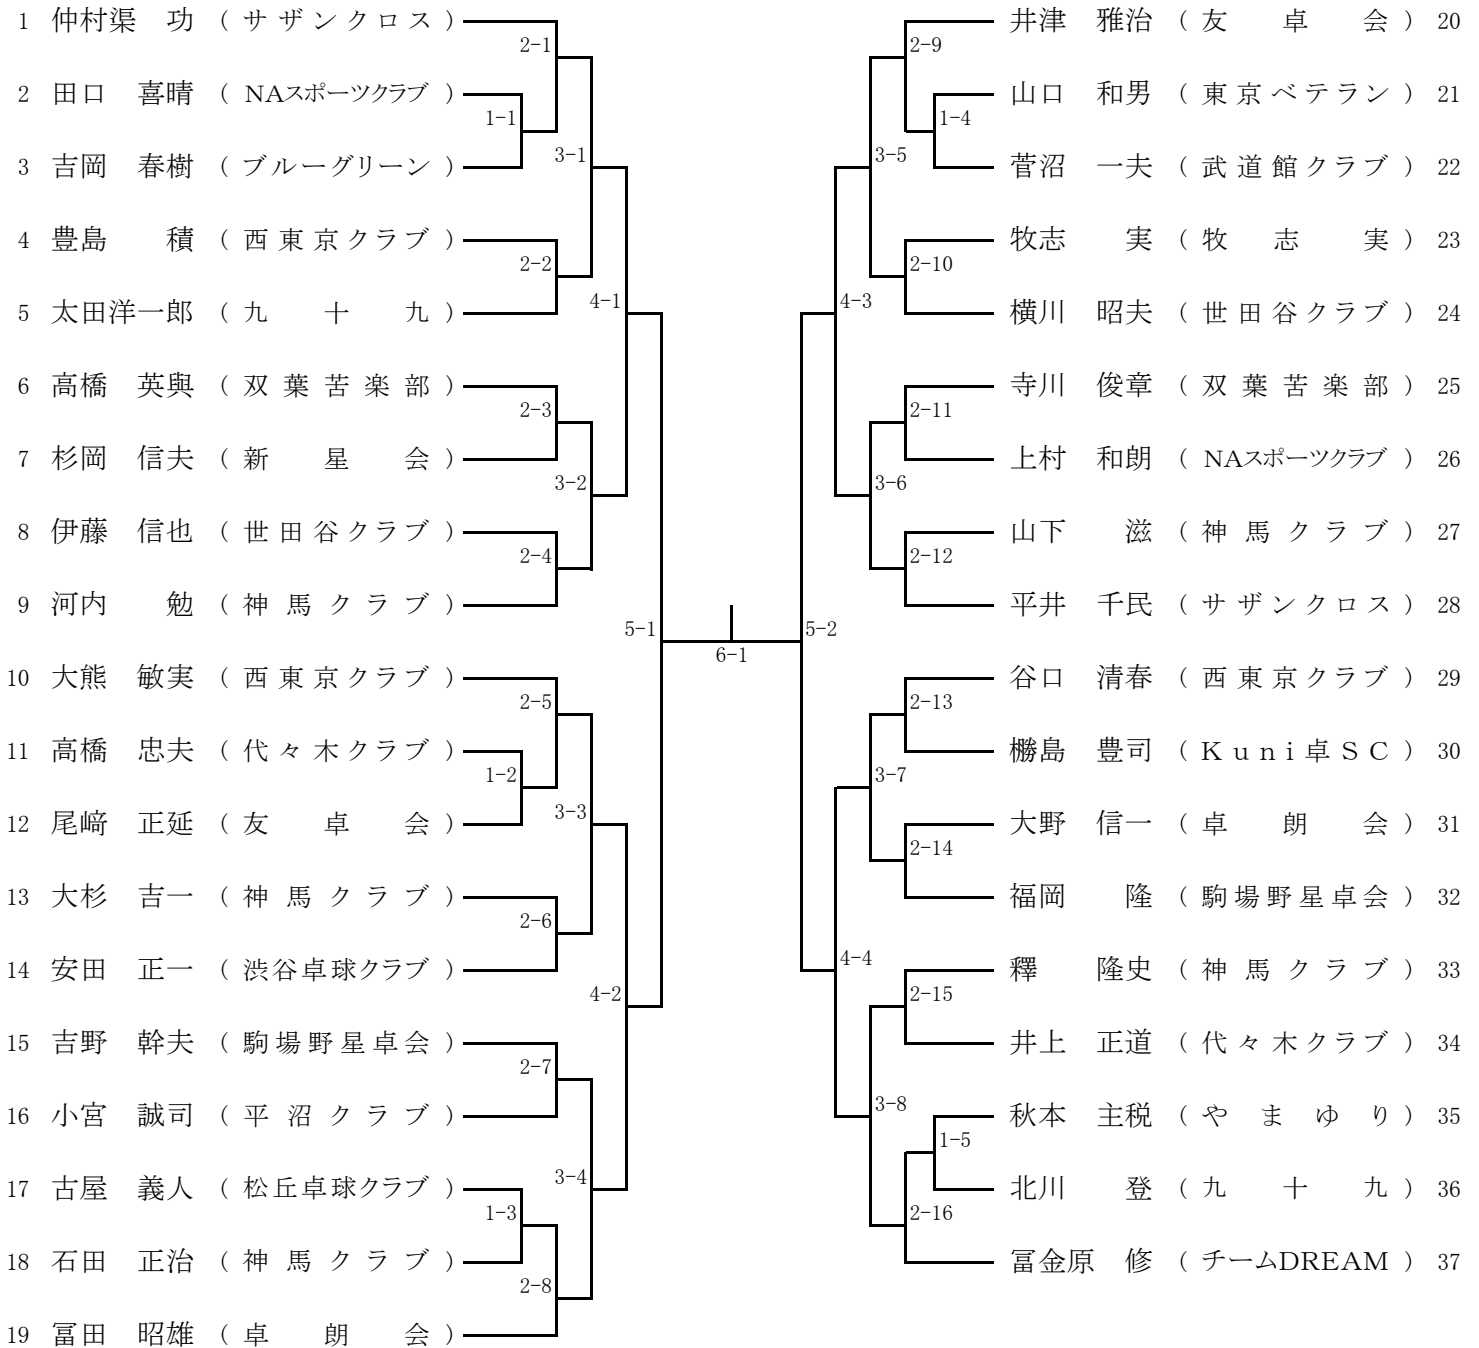 1 仲村渠 功 ( サザンクロス )
2-1
2 田口 喜晴 ( NAスポーツクラブ )
1-1
3-1
3 吉岡 春樹 ( ブルーグリーン )
4 豊島 積 ( 西東京クラブ )
2-2
4-1
5 太田洋一郎 ( 九十九 )
6 高橋 英與 ( 双葉苦楽部 )
2-3
7 杉岡 信夫 ( 新星会 )
3-2
8 伊藤 信也 ( 世田谷クラブ )
2-4
9 河内 勉 ( 神馬クラブ )
5-1
10 大熊 敏実 ( 西東京クラブ )
2-5
11 高橋 忠夫 ( 代々木クラブ )
1-2
3-3
12 尾﨑 正延 ( 友卓会 )
13 大杉 吉一 ( 神馬クラブ )
2-6
14 安田 正一 ( 渋谷卓球クラブ )
4-2
15 吉野 幹夫 ( 駒場野星卓会 )
2-7
16 小宮 誠司 ( 平沼クラブ )
3-4
17 古屋 義人 ( 松丘卓球クラブ )
1-3
18 石田 正治 ( 神馬クラブ )
2-8
19 冨田 昭雄 ( 卓朗会 )
6-1
井津 雅治 ( 友卓会 ) 20
2-9
山口 和男 ( 東京ベテラン ) 21
1-4
3-5
菅沼 一夫 ( 武道館クラブ ) 22
牧志 実 ( 牧志実 ) 23
2-10
4-3
横川 昭夫 ( 世田谷クラブ ) 24
寺川 俊章 ( 双葉苦楽部 ) 25
2-11
上村 和朗 ( NAスポーツクラブ ) 26
3-6
山下 滋 ( 神馬クラブ ) 27
2-12
平井 千民 ( サザンクロス ) 28
5-2
谷口 清春 ( 西東京クラブ ) 29
2-13
島 豊司 ( Kuni卓SC ) 30
3-7
大野 信一 ( 卓朗会 ) 31
2-14
福岡 隆 ( 駒場野星卓会 ) 32
4-4
釋 隆史 ( 神馬クラブ ) 33
2-15
井上 正道 ( 代々木クラブ ) 34
3-8
秋本 主税 ( やまゆり ) 35
1-5
北川 登 ( 九十九 ) 36
2-16
冨金原 修 ( チームDREAM ) 37